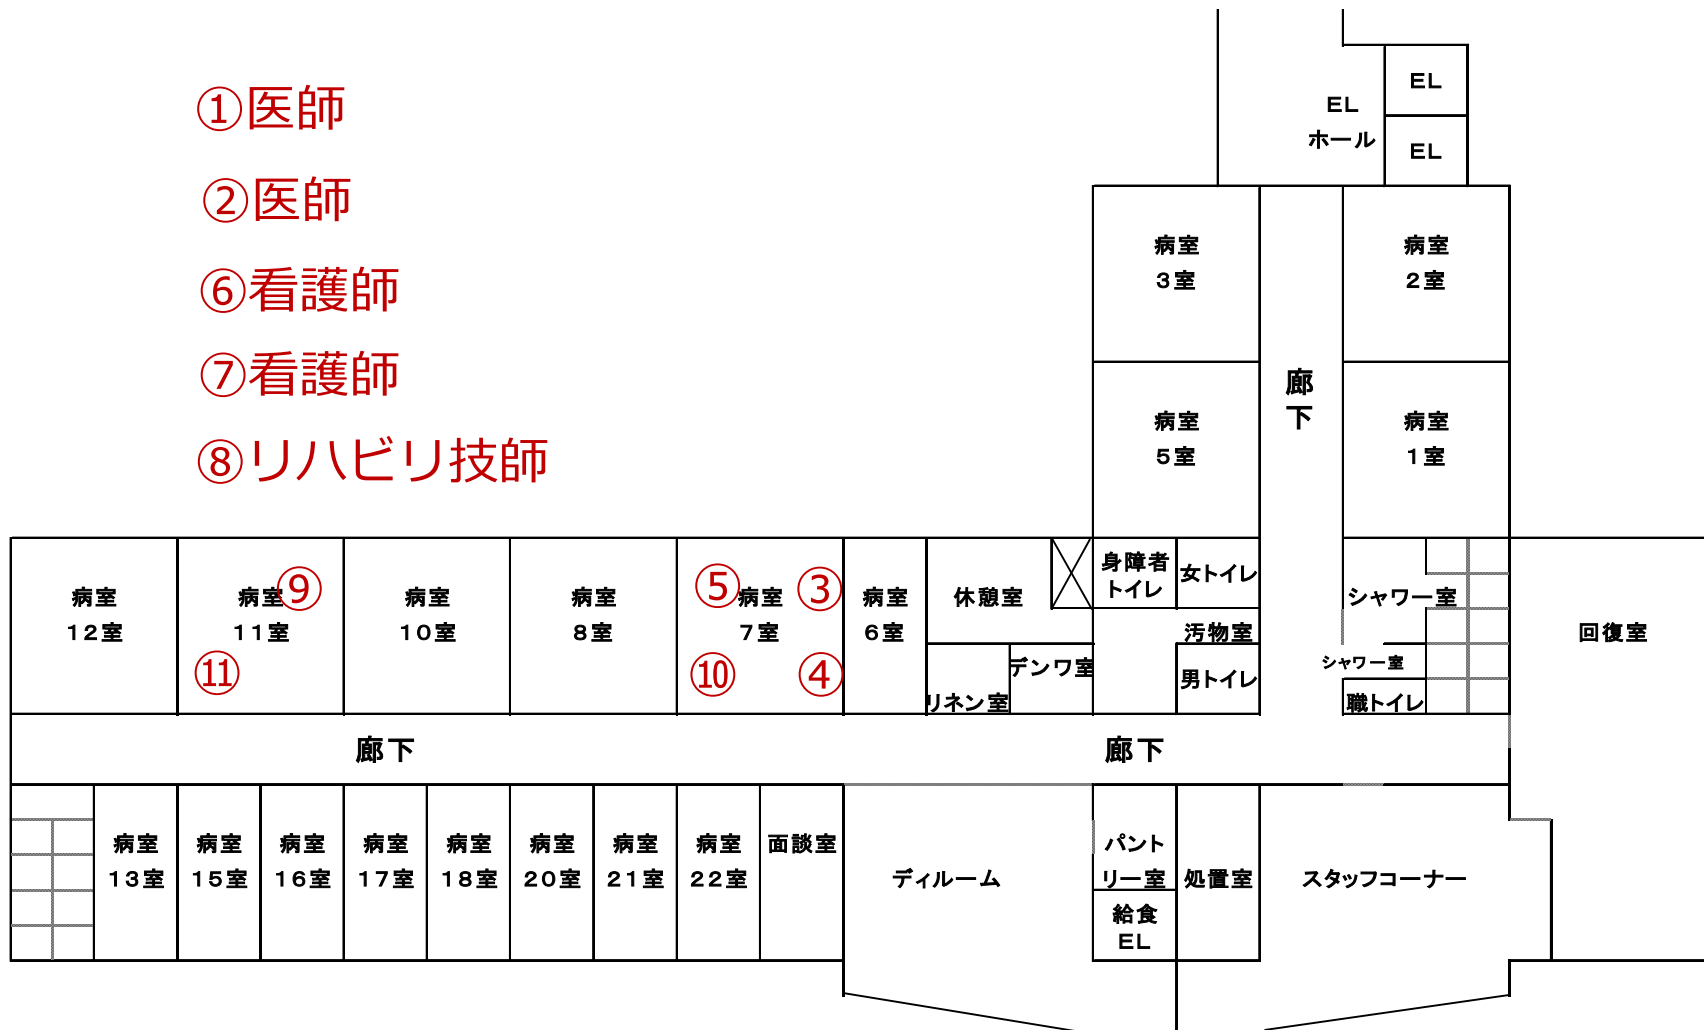 ①医師
②医師
⑥看護師
⑦看護師
⑧リハビリ技師
EL
EL
ホール
EL
病室
3室
病室
2室
廊
下
病室
5室
病室
1室
病室
12室
病室
11室
⑨
⑪
病室
10室
病室
8室
⑤
③
病室
7室
⑩
④
病室
6室
休憩室
身障者
トイレ
女トイレ
汚物室
デンワ室
リネン室
男トイレ
シャワー室
シャワー室
職トイレ
回復室
廊下
廊下
病室
13室
病室
15室
病室
16室
病室
17室
病室
18室
病室
20室
病室
21室
病室
22室
面談室
ディルーム
パント
リー室
給食
EL
処置室
スタッフコーナー